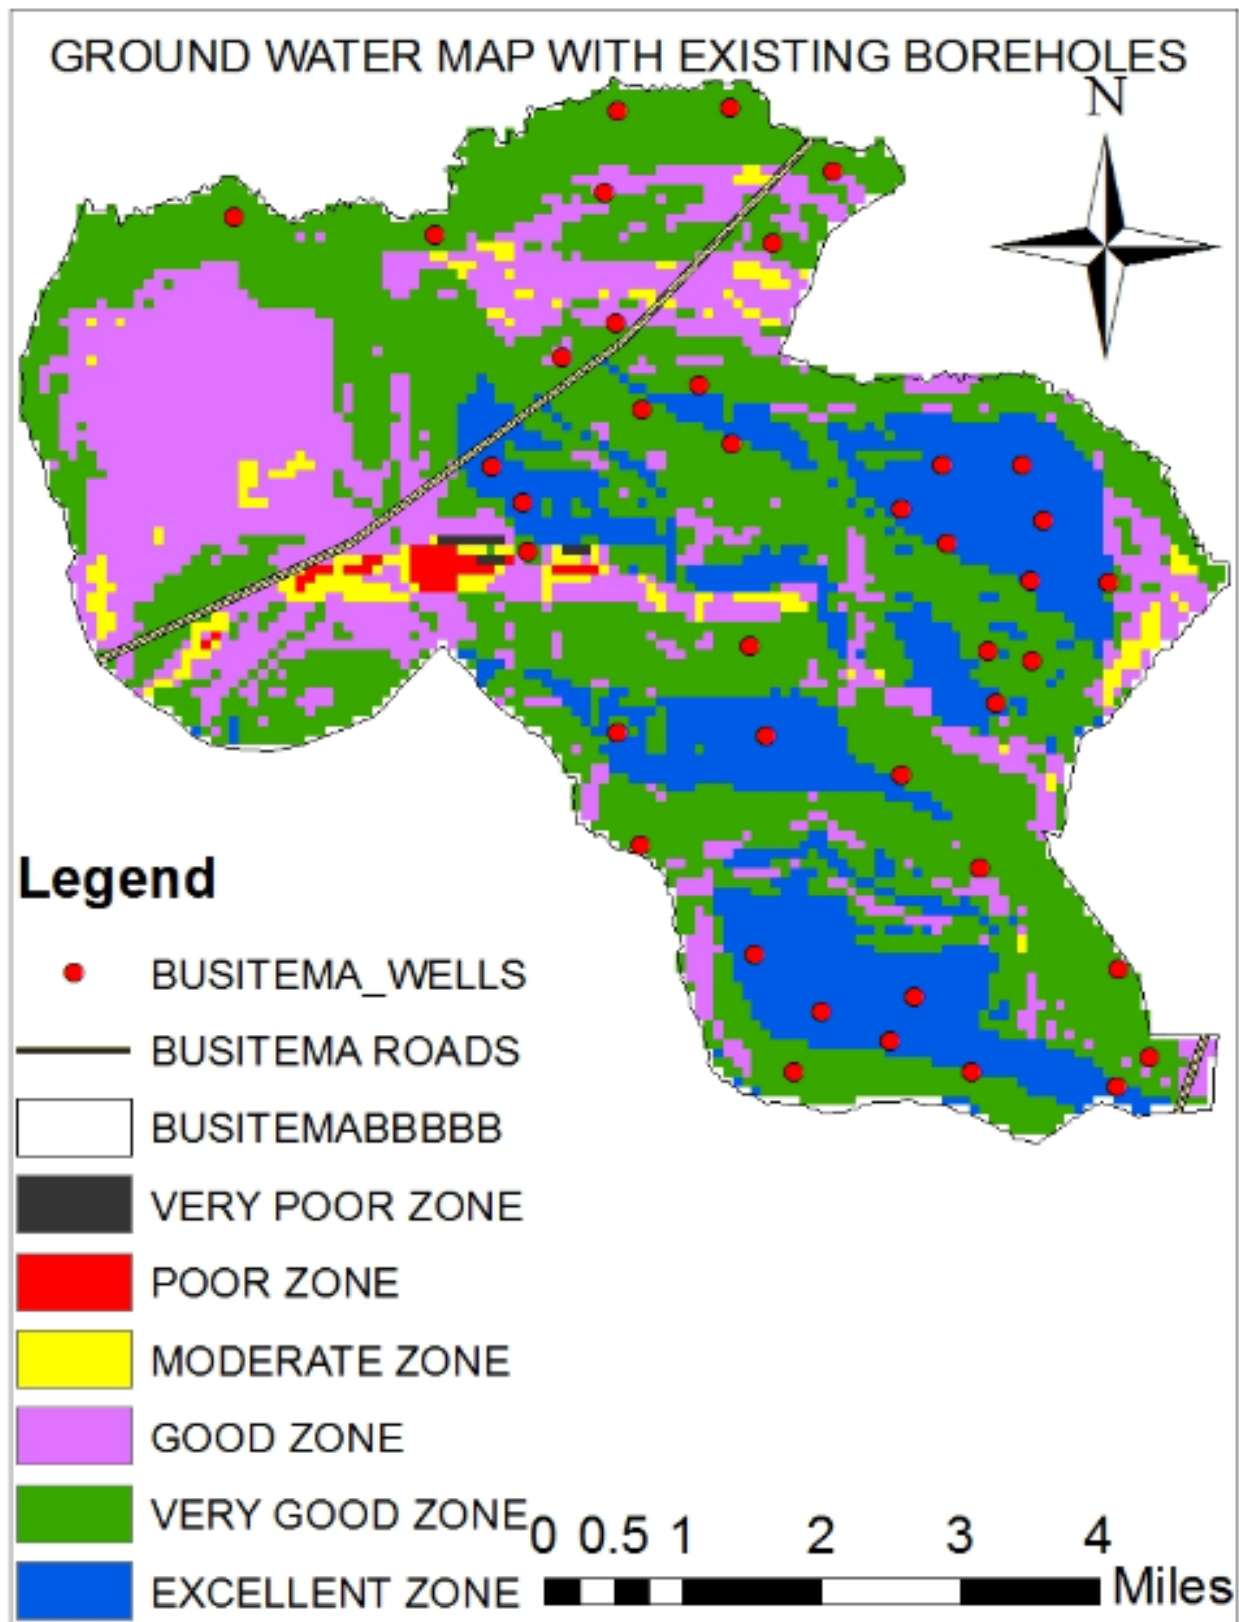 GROUND WATER MAP WITH EXISTING BOREHOLES
N
Legend
BUSITEMA_WELLS
BUSITEMA ROADS
BUSITEMABBBBB
VERY POOR ZONE
POOR ZONE
MODERATE ZONE
GOOD ZONE
VERY GOOD ZONE
EXCELLENT ZONE
0 0.5 1 2 3 4
Miles